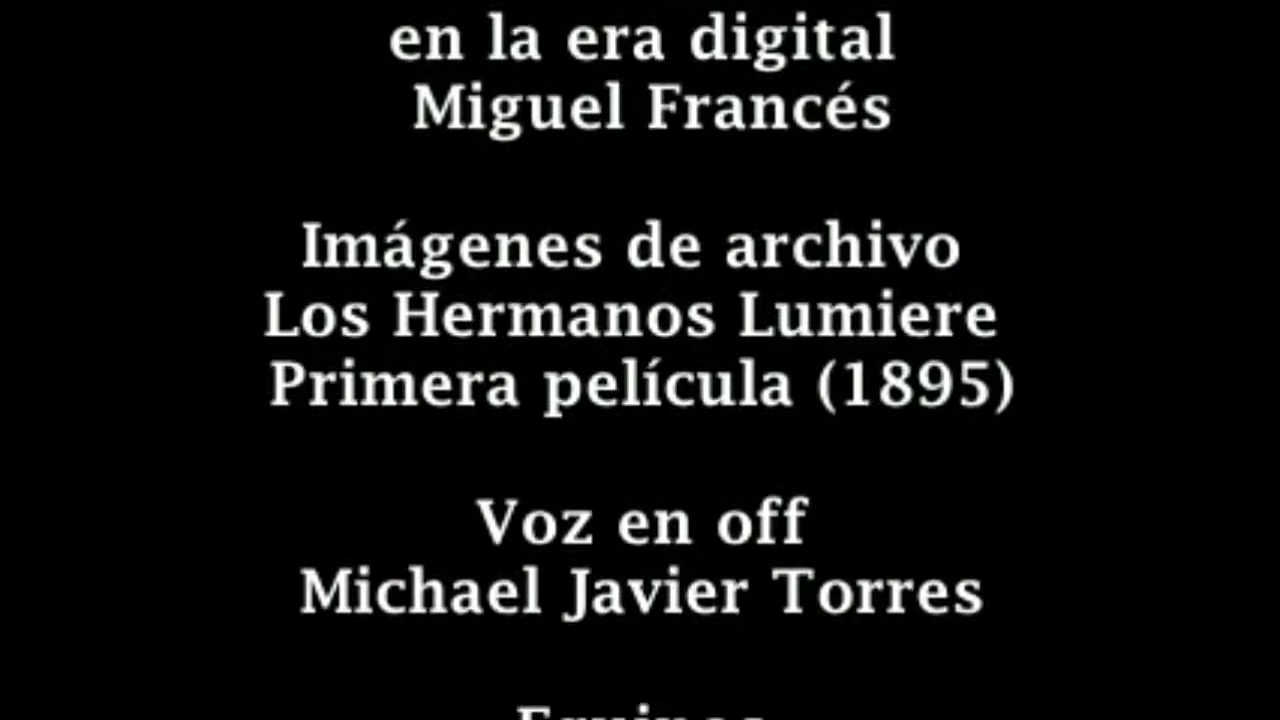 en la era digital
Miguel Francés
Imágenes de archivo
Los Hermanos Lumiere
Primera película (1895)
Voz en off
Michael Javier Torres